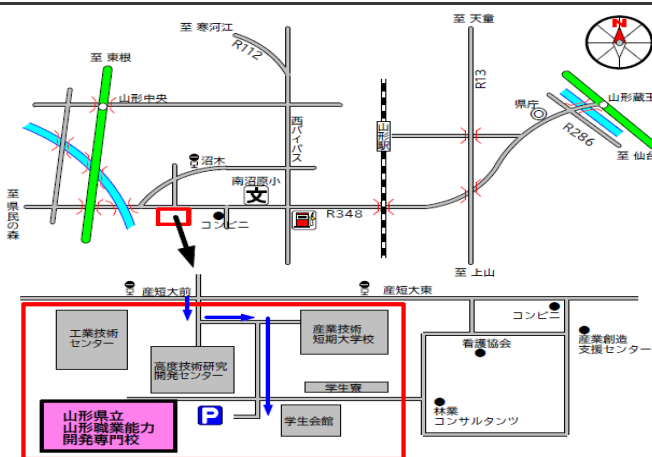 至 寒河江
至 天童
N
R112
至 東根
R13
山形中央
県庁
山形蔵王
R286
西バイパス
山形駅
至 仙台
沼木
南沼原小
文
至 県民の森
コンビニ
R348
至 上山
産短大前
産短大東
コンビニ
工業技術
センター
産業技術
短期大学校
看護協会
産業創造
支援センター
高度技術研究
開発センター
学生寮
山形県立
山形職業能力
開発専門校
P
学生会館
林業
コンサルタンツ